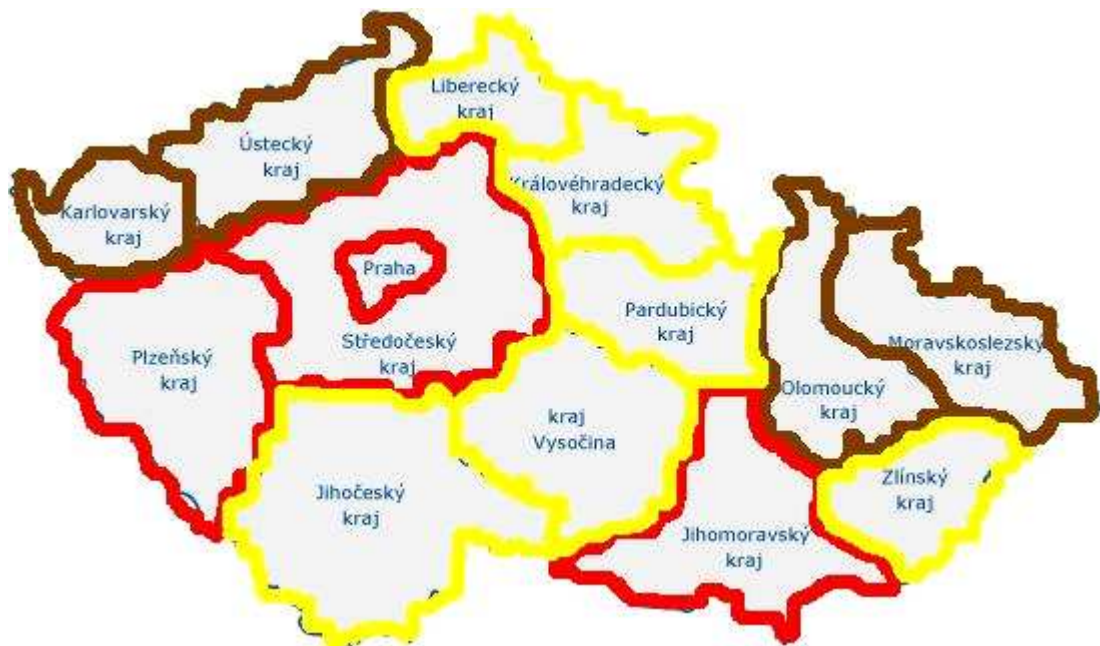 Liberecký
kraj
Ústecký
kraj
Královéhradecký
kraj
Karlovarský
kraj
Praha
Pardubický
kraj
Středočeský
kraj
Plzeňský
kraj
Moravskoslezský
kraj
Olomoucký
kraj
kraj
Vysočina
Jihočeský
kraj
Zlínský
kraj
Jihomoravský
kraj